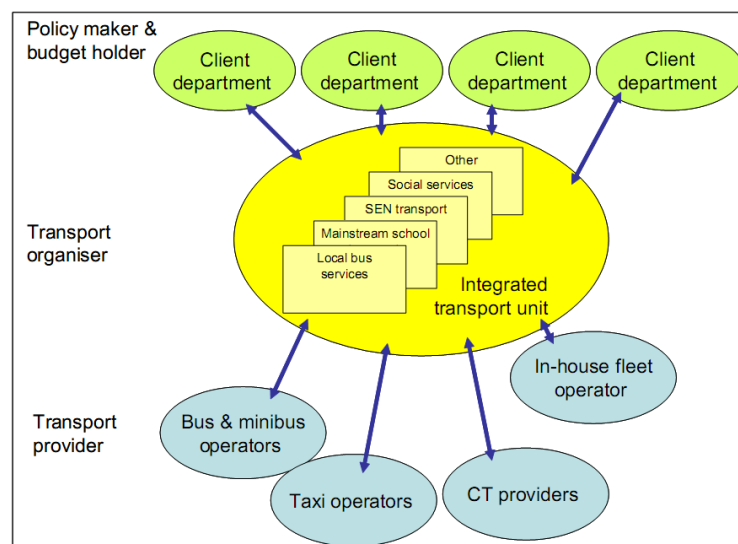 Policy maker &
budget holder
Client
department
Client
department
Client
department
Client
department
Other
Social services
SEN transport
Mainstream school
Local bus
services
Transport
organiser
Integrated
transport unit
In-house fleet
operator
Transport
provider
Bus & minibus
operators
Taxi operators
CT providers